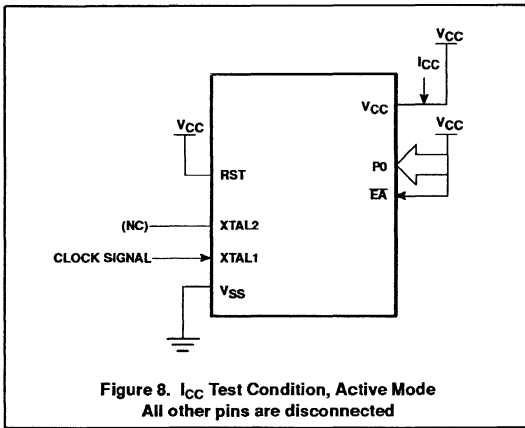 VCC
ICC
VCC
VCC
VCC
P0
RST
EA
(NC) XTAL2
CLOCK SIGNAL XTAL1
VSS
Figure 8. ICC Test Condition, Active Mode
All other pins are disconnected